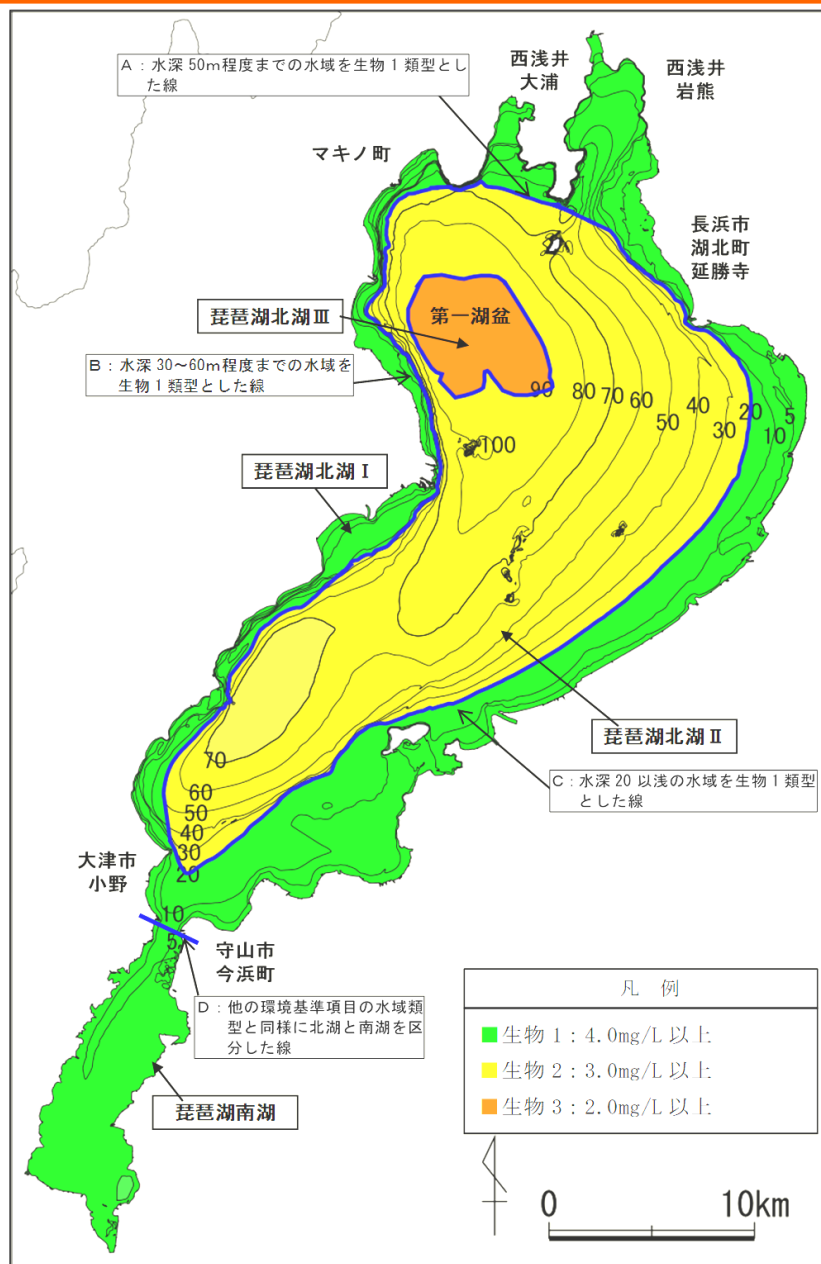 A：水深50m程度までの水域を生物1類型とし
た線
西浅井
大浦
西浅井
岩熊
マキノ町
長浜市
湖北町
延勝寺
琵琶湖北湖Ⅲ
第一湖盆
B：水深30～60m程度までの水域を
生物1類型とした線
90
80
70
60
50
40
30
20
10
5
100
琵琶湖北湖Ⅰ
琵琶湖北湖Ⅱ
C：水深20以浅の水域を生物1類型
とした線
70
60
50
40
30
20
10
5
大津市
小野
守山市
今浜町
D：他の環境基準項目の水域類
型と同様に北湖と南湖を区
分した線
琵琶湖南湖
凡 例
生物1：4.0mg/L以上
生物2：3.0mg/L以上
生物3：2.0mg/L以上
0
10km